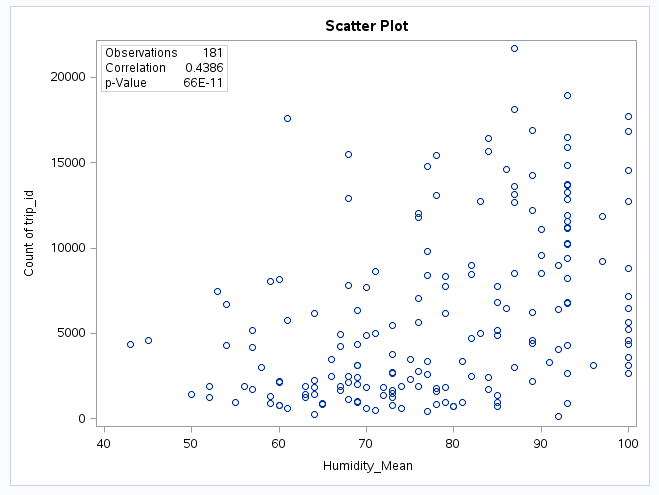 Scatter Plot
Observations 181
Correlation 0.4386
p-Value 66E-11
20000
15000
10000
5000
0
Count of trip_id
40 50 60 70 80 90 100
Humidity_Mean